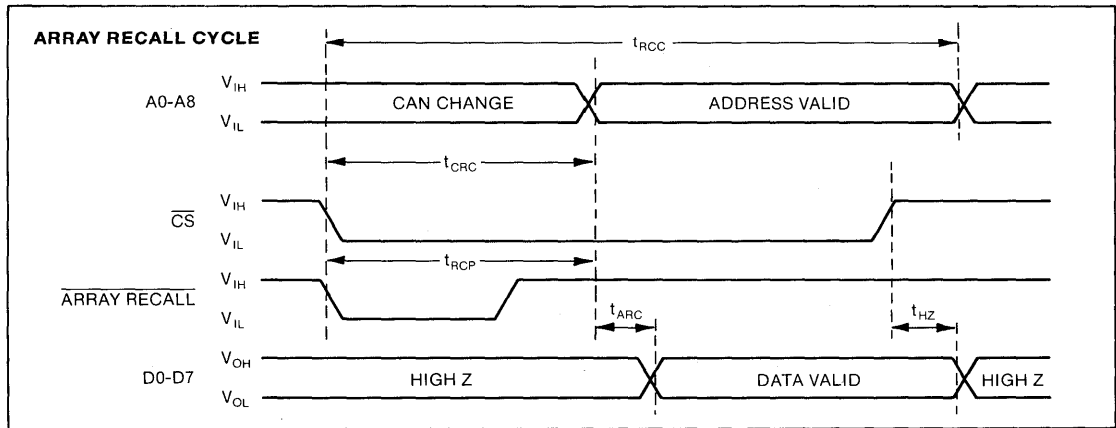 ARRAY RECALL CYCLE
tRCC
A0-A8
VIH
VIL
CAN CHANGE
ADDRESS VALID
tCRC
CS
VIH
VIL
tRCP
ARRAY RECALL
VIH
VIL
tARC
tHZ
D0-D7
VOH
VOL
HIGH Z
DATA VALID
HIGH Z